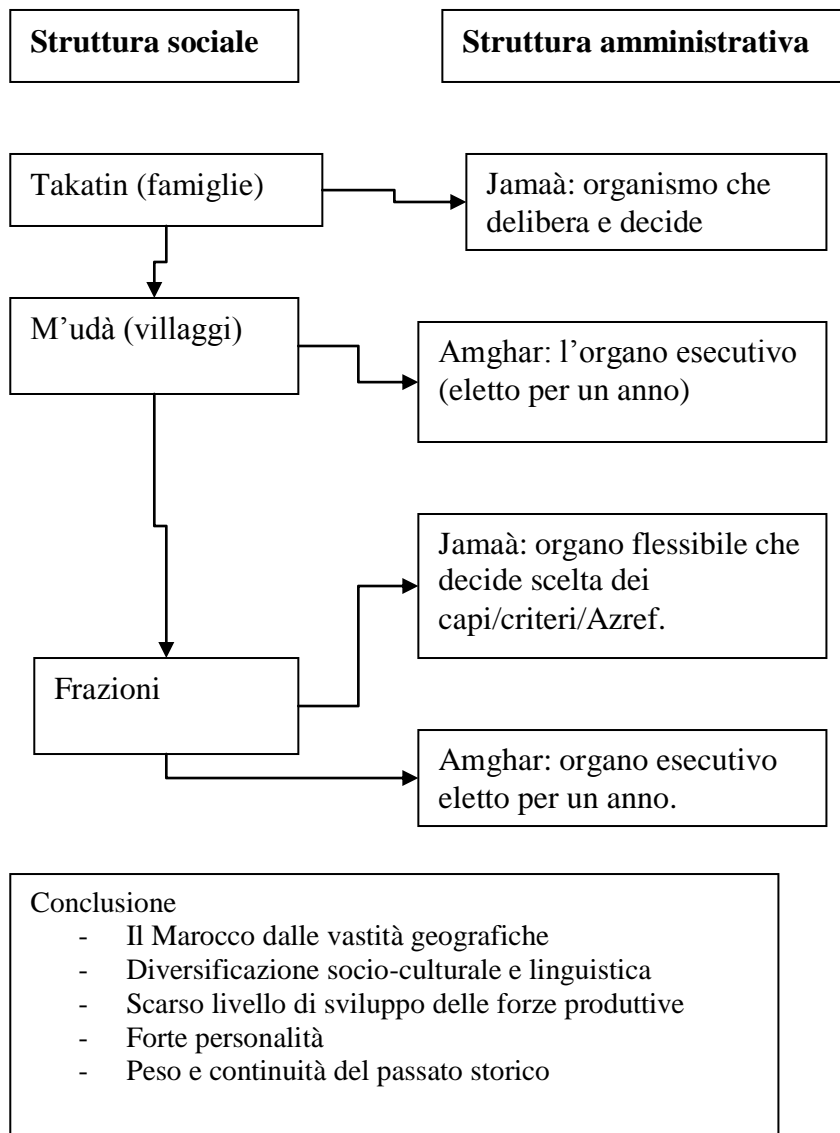 Struttura sociale
Struttura amministrativa
Takatin (famiglie)
Jamaà: organismo che
delibera e decide
M’udà (villaggi)
Amghar: l’organo esecutivo
(eletto per un anno)
Jamaà: organo flessibile che
decide scelta dei
capi/criteri/Azref.
Frazioni
Amghar: organo esecutivo
eletto per un anno.
Conclusione
- Il Marocco dalle vastità geografiche
- Diversificazione socio-culturale e linguistica
- Scarso livello di sviluppo delle forze produttive
- Forte personalità
- Peso e continuità del passato storico